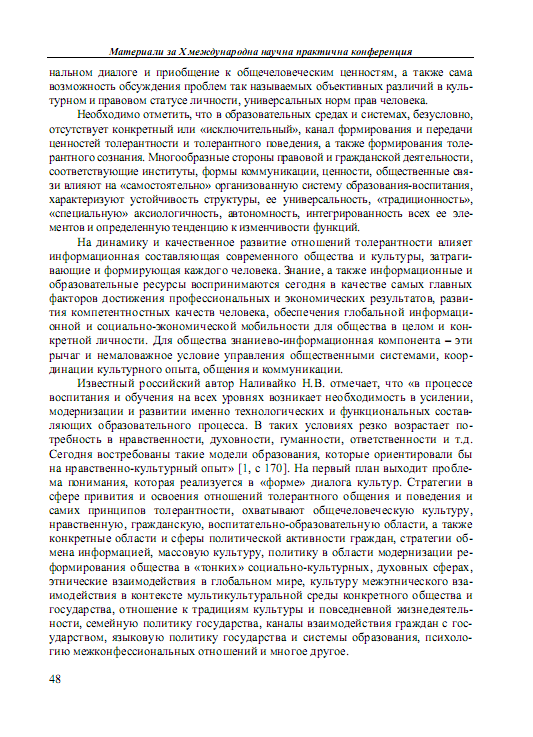 Материали за X международна научна практична конференция
нальном диалоге и приобщение к общечеловеческим ценностям, а также сама
возможность обсуждения проблем так называемых объективных различий в куль-
турном и правовом статусе личности, универсальных норм прав человека.
Необходимо отметить, что в образовательных средах и системах, безусловно,
отсутствует конкретный или «исключительный», канал формирования и передачи
ценностей толерантности и толерантного поведения, а также формирования толе-
рантного сознания. Многообразные стороны правовой и гражданской деятельности,
соответствующие институты, формы коммуникации, ценности, общественные свя-
зи влияют на «самостоятельно» организованную систему образования-воспитания,
характеризуют устойчивость структуры, ее универсальность, «традиционность»,
«специальную» аксиологичность, автономность, интегрированность всех ее эле-
ментов и определенную тенденцию к изменчивости функций.
На динамику и качественное развитие отношений толерантности влияет
информационная составляющая современного общества и культуры, затраги-
вающие и формирующая каждого человека. Знание, а также информационные и
образовательные ресурсы воспринимаются сегодня в качестве самых главных
факторов достижения профессиональных и экономических результатов, разви-
тия компетентностных качеств человека, обеспечения глобальной информаци-
онной и социально-экономической мобильности для общества в целом и кон-
кретной личности. Для общества знаниево-информационная компонента – эти
рычаг и немаловажное условие управления общественными системами, коор-
динации культурного опыта, общения и коммуникации.
Известный российский автор Наливайко Н.В. отмечает, что «в процессе
воспитания и обучения на всех уровнях возникает необходимость в усилении,
модернизации и развитии именно технологических и функциональных состав-
ляющих образовательного процесса. В таких условиях резко возрастает по-
требность в нравственности, духовности, гуманности, ответственности и т.д.
Сегодня востребованы такие модели образования, которые ориентировали бы
на нравственно-культурный опыт» [1, с 170]. На первый план выходит пробле-
ма понимания, которая реализуется в «форме» диалога культур. Стратегии в
сфере привития и освоения отношений толерантного общения и поведения и
самих принципов толерантности, охватывают общечеловеческую культуру,
нравственную, гражданскую, воспитательно-образовательную области, а также
конкретные области и сферы политической активности граждан, стратегии об-
мена информацией, массовую культуру, политику в области модернизации ре-
формирования общества в «тонких» социально-культурных, духовных сферах,
этнические взаимодействия в глобальном мире, культуру межэтнического вза-
имодействия в контексте мультикультуральной среды конкретного общества и
государства, отношение к традициям культуры и повседневной жизнедеятель-
ности, семейную политику государства, каналы взаимодействия граждан с гос-
ударством, языковую политику государства и системы образования, психоло-
гию межконфессиональных отношений и многое другое.
48